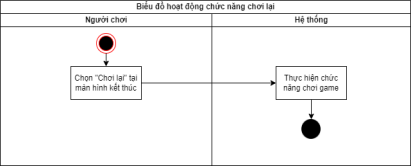 Biểu đồ hoạt động chức năng chơi lại
Người chơi
Hệ thống
Chọn "Chơi lại" tại
màn hình kết thúc
Thực hiện chức
năng chơi game